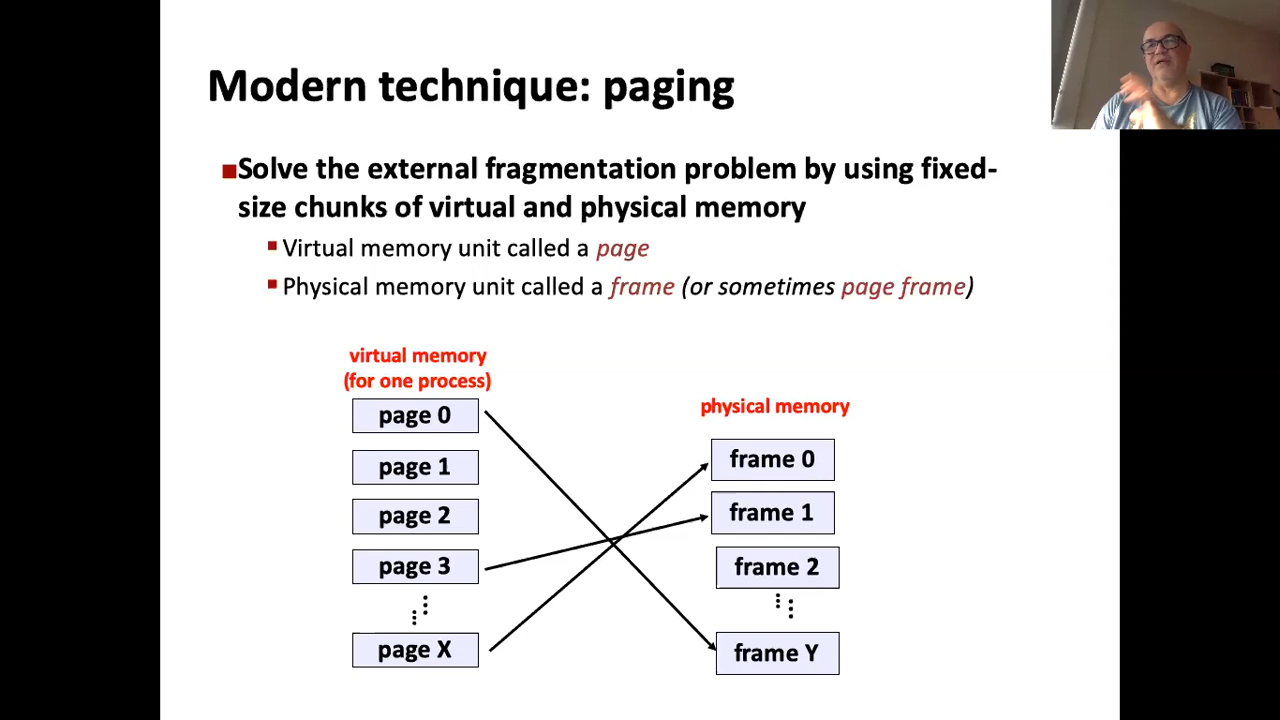 Modern technique: paging
Solve the external fragmentation problem by using fixed-
size chunks of virtual and physical memory
Virtual memory unit called a page
Physical memory unit called a frame (or sometimes page frame)
virtual memory
(for one process)
page 0
page 1
page 2
page 3
page X
physical memory
frame 0
frame 1
frame 2
frame Y